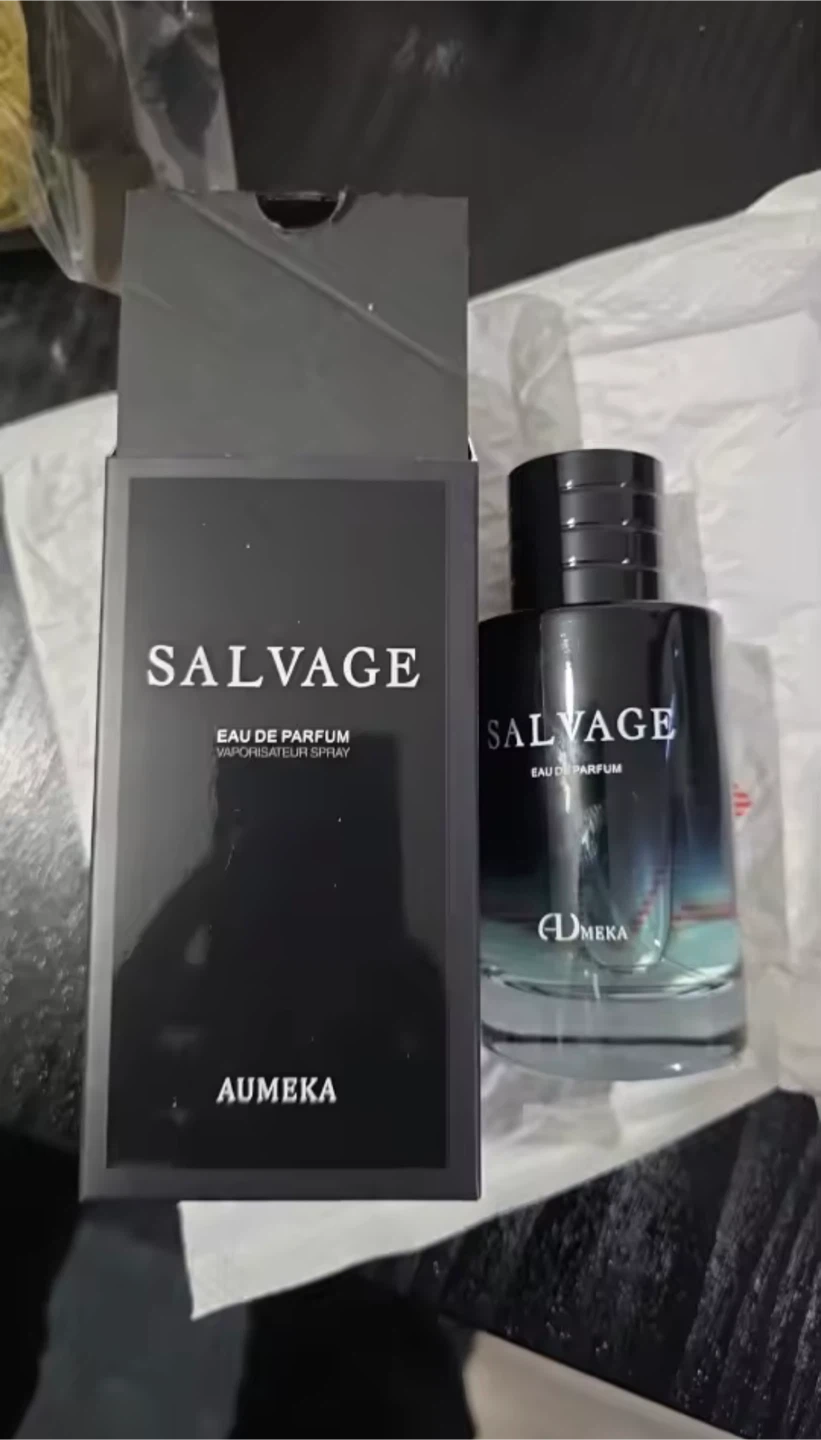 SALVAGE
EAU DE PARFUM
VAPORISATEUR SPRAY
AUMEKA
SALVAGE
EAU DE PARFUM
AUMEKA